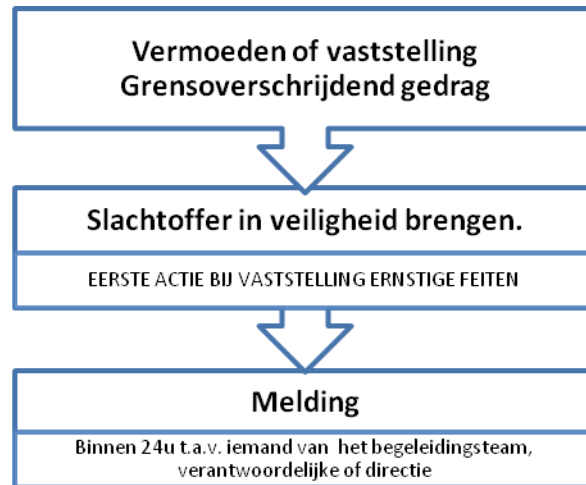 Vermoeden of vaststelling
Grensoverschrijdend gedrag
Slachtoffer in veiligheid brengen.
EERSTE ACTIE BIJ VASTSTELLING ERNSTIGE FEITEN
Melding
Binnen 24u t.a.v. iemand van het begeleidingsteam,
verantwoordelijke of directie